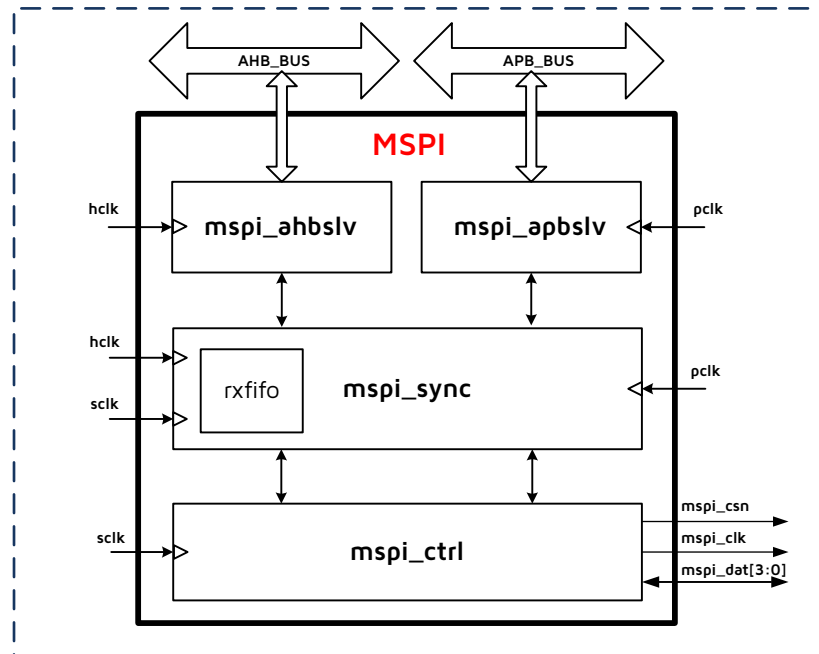 AHB_BUS
APB_BUS
MSPI
hclk
mspi_ahbslv
mspi_apbslv
pclk
hclk
sclk
rxfifo
mspi_sync
pclk
sclk
mspi_ctrl
mspi_csn
mspi_clk
mspi_dat[3:0]